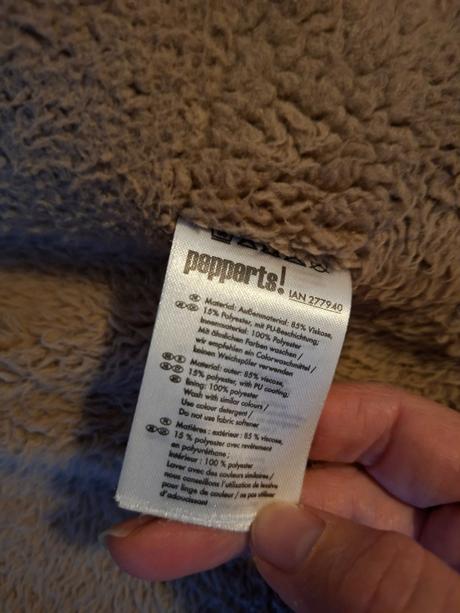 pepperts!
IAN 277940
Material: Außenmaterial: 85% Viskose,
15% Polyester, mit PU-Beschichtung;
Innenmaterial: 100% Polyester
Mit ähnlichen Farben waschen /
wir empfehlen ein Colorwaschmittel /
keinen Weichspüler verwenden
Material: outer: 85% viscose,
15% polyester, with PU coating;
lining: 100% polyester
Wash with similar colours /
Use colour detergent /
Do not use fabric softener
Matières : extérieur : 85 % viscose,
15 % polyester avec revêtement
en polyuréthane ;
Intérieur : 100 % polyester
Laver avec des couleurs similaires /
nous conseillons l'utilisation de lessive
pour linge de couleur / ne pas utiliser
d'adoucissant